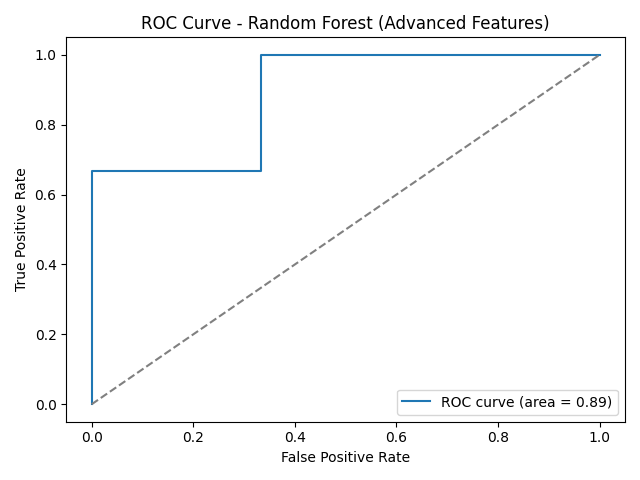 ROC Curve - Random Forest (Advanced Features)
True Positive Rate
1.0
0.8
0.6
0.4
0.2
0.0
0.0 0.2 0.4 0.6 0.8 1.0
False Positive Rate
ROC curve (area = 0.89)